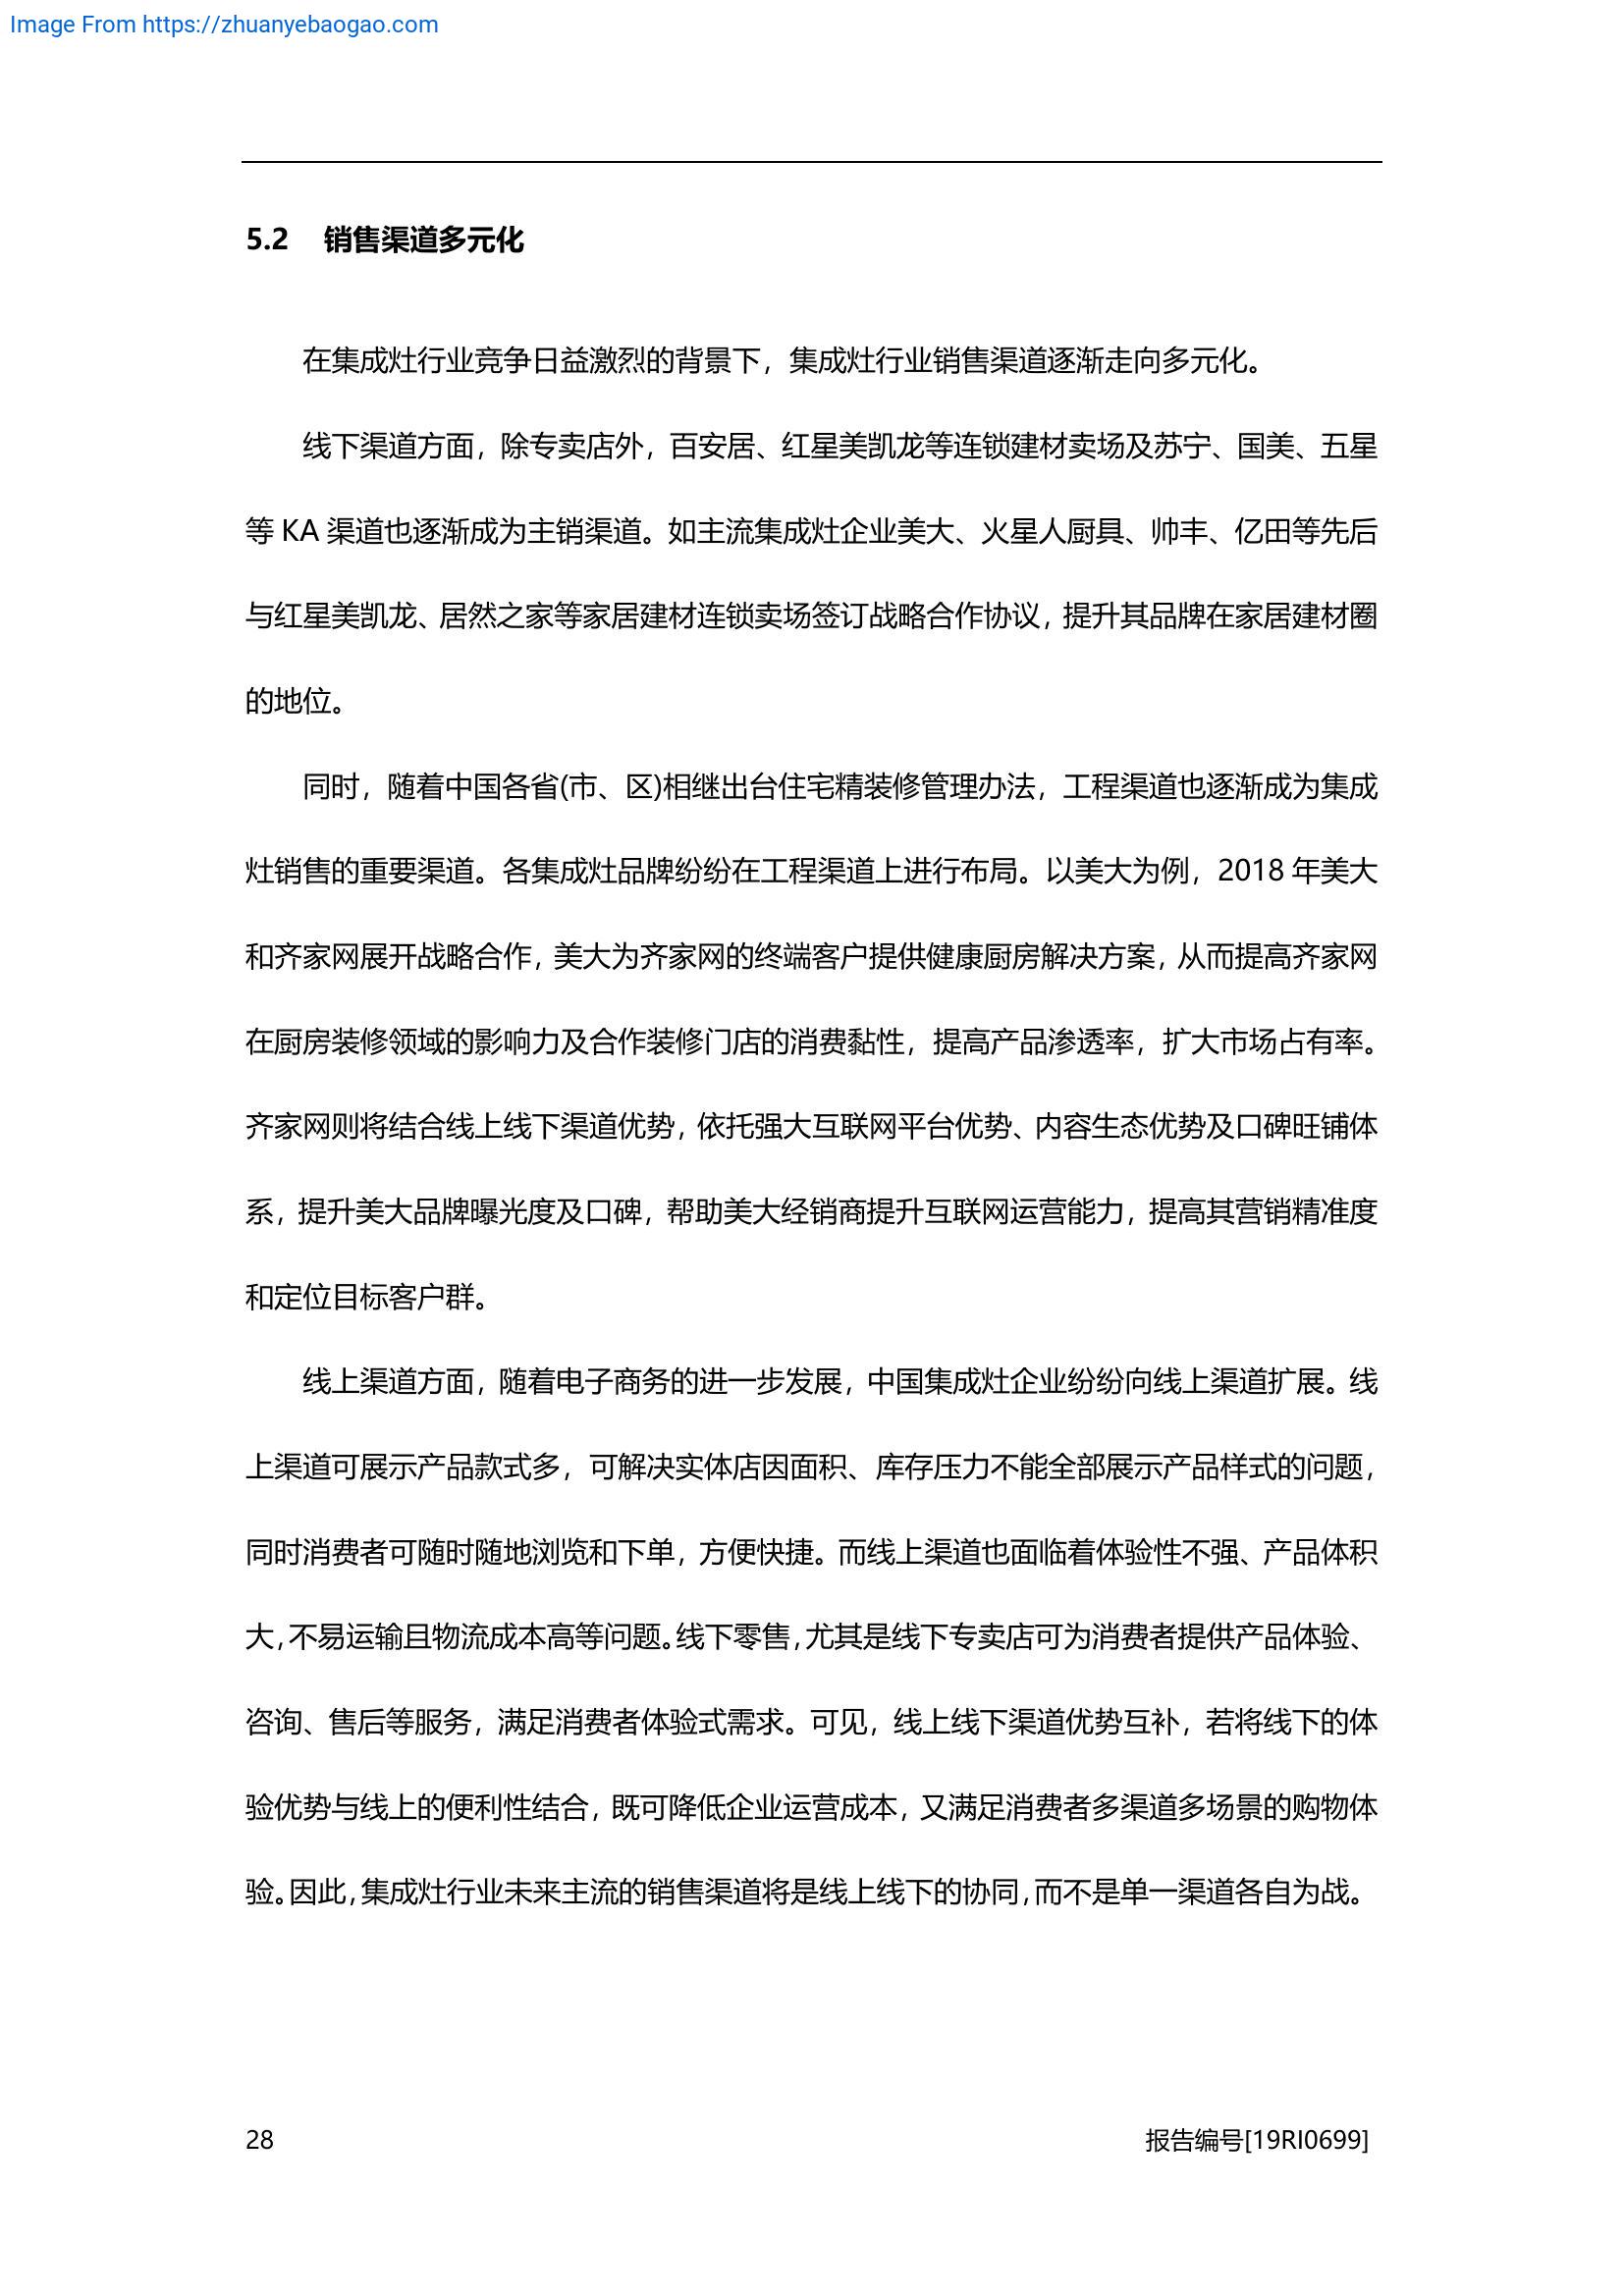 Image From https://zhuanyebaogao.com
5.2 销售渠道多元化
在集成灶行业竞争日益激烈的背景下，集成灶行业销售渠道逐渐走向多元化。
线下渠道方面，除专卖店外，百安居、红星美凯龙等连锁建材卖场及苏宁、国美、五星
等 KA 渠道也逐渐成为主销渠道。如主流集成灶企业美大、火星人厨具、帅丰、亿田等先后
与红星美凯龙、居然之家等家居建材连锁卖场签订战略合作协议，提升其品牌在家居建材圈
的地位。
同时，随着中国各省(市、区)相继出台住宅精装修管理办法，工程渠道也逐渐成为集成
灶销售的重要渠道。各集成灶品牌纷纷在工程渠道上进行布局。以美大为例，2018 年美大
和齐家网展开战略合作，美大为齐家网的终端客户提供健康厨房解决方案，从而提高齐家网
在厨房装修领域的影响力及合作装修门店的消费黏性，提高产品渗透率，扩大市场占有率。
齐家网则将结合线上线下渠道优势，依托强大互联网平台优势、内容生态优势及口碑旺铺体
系，提升美大品牌曝光度及口碑，帮助美大经销商提升互联网运营能力，提高其营销精准度
和定位目标客户群。
线上渠道方面，随着电子商务的进一步发展，中国集成灶企业纷纷向线上渠道扩展。线
上渠道可展示产品款式多，可解决实体店因面积、库存压力不能全部展示产品样式的问题，
同时消费者可随时随地浏览和下单，方便快捷。而线上渠道也面临着体验性不强、产品体积
大，不易运输且物流成本高等问题。线下零售，尤其是线下专卖店可为消费者提供产品体验、
咨询、售后等服务，满足消费者体验式需求。可见，线上线下渠道优势互补，若将线下的体
验优势与线上的便利性结合，既可降低企业运营成本，又满足消费者多渠道多场景的购物体
验。因此，集成灶行业未来主流的销售渠道将是线上线下的协同，而不是单一渠道各自为战。
28 报告编号[19RI0699]